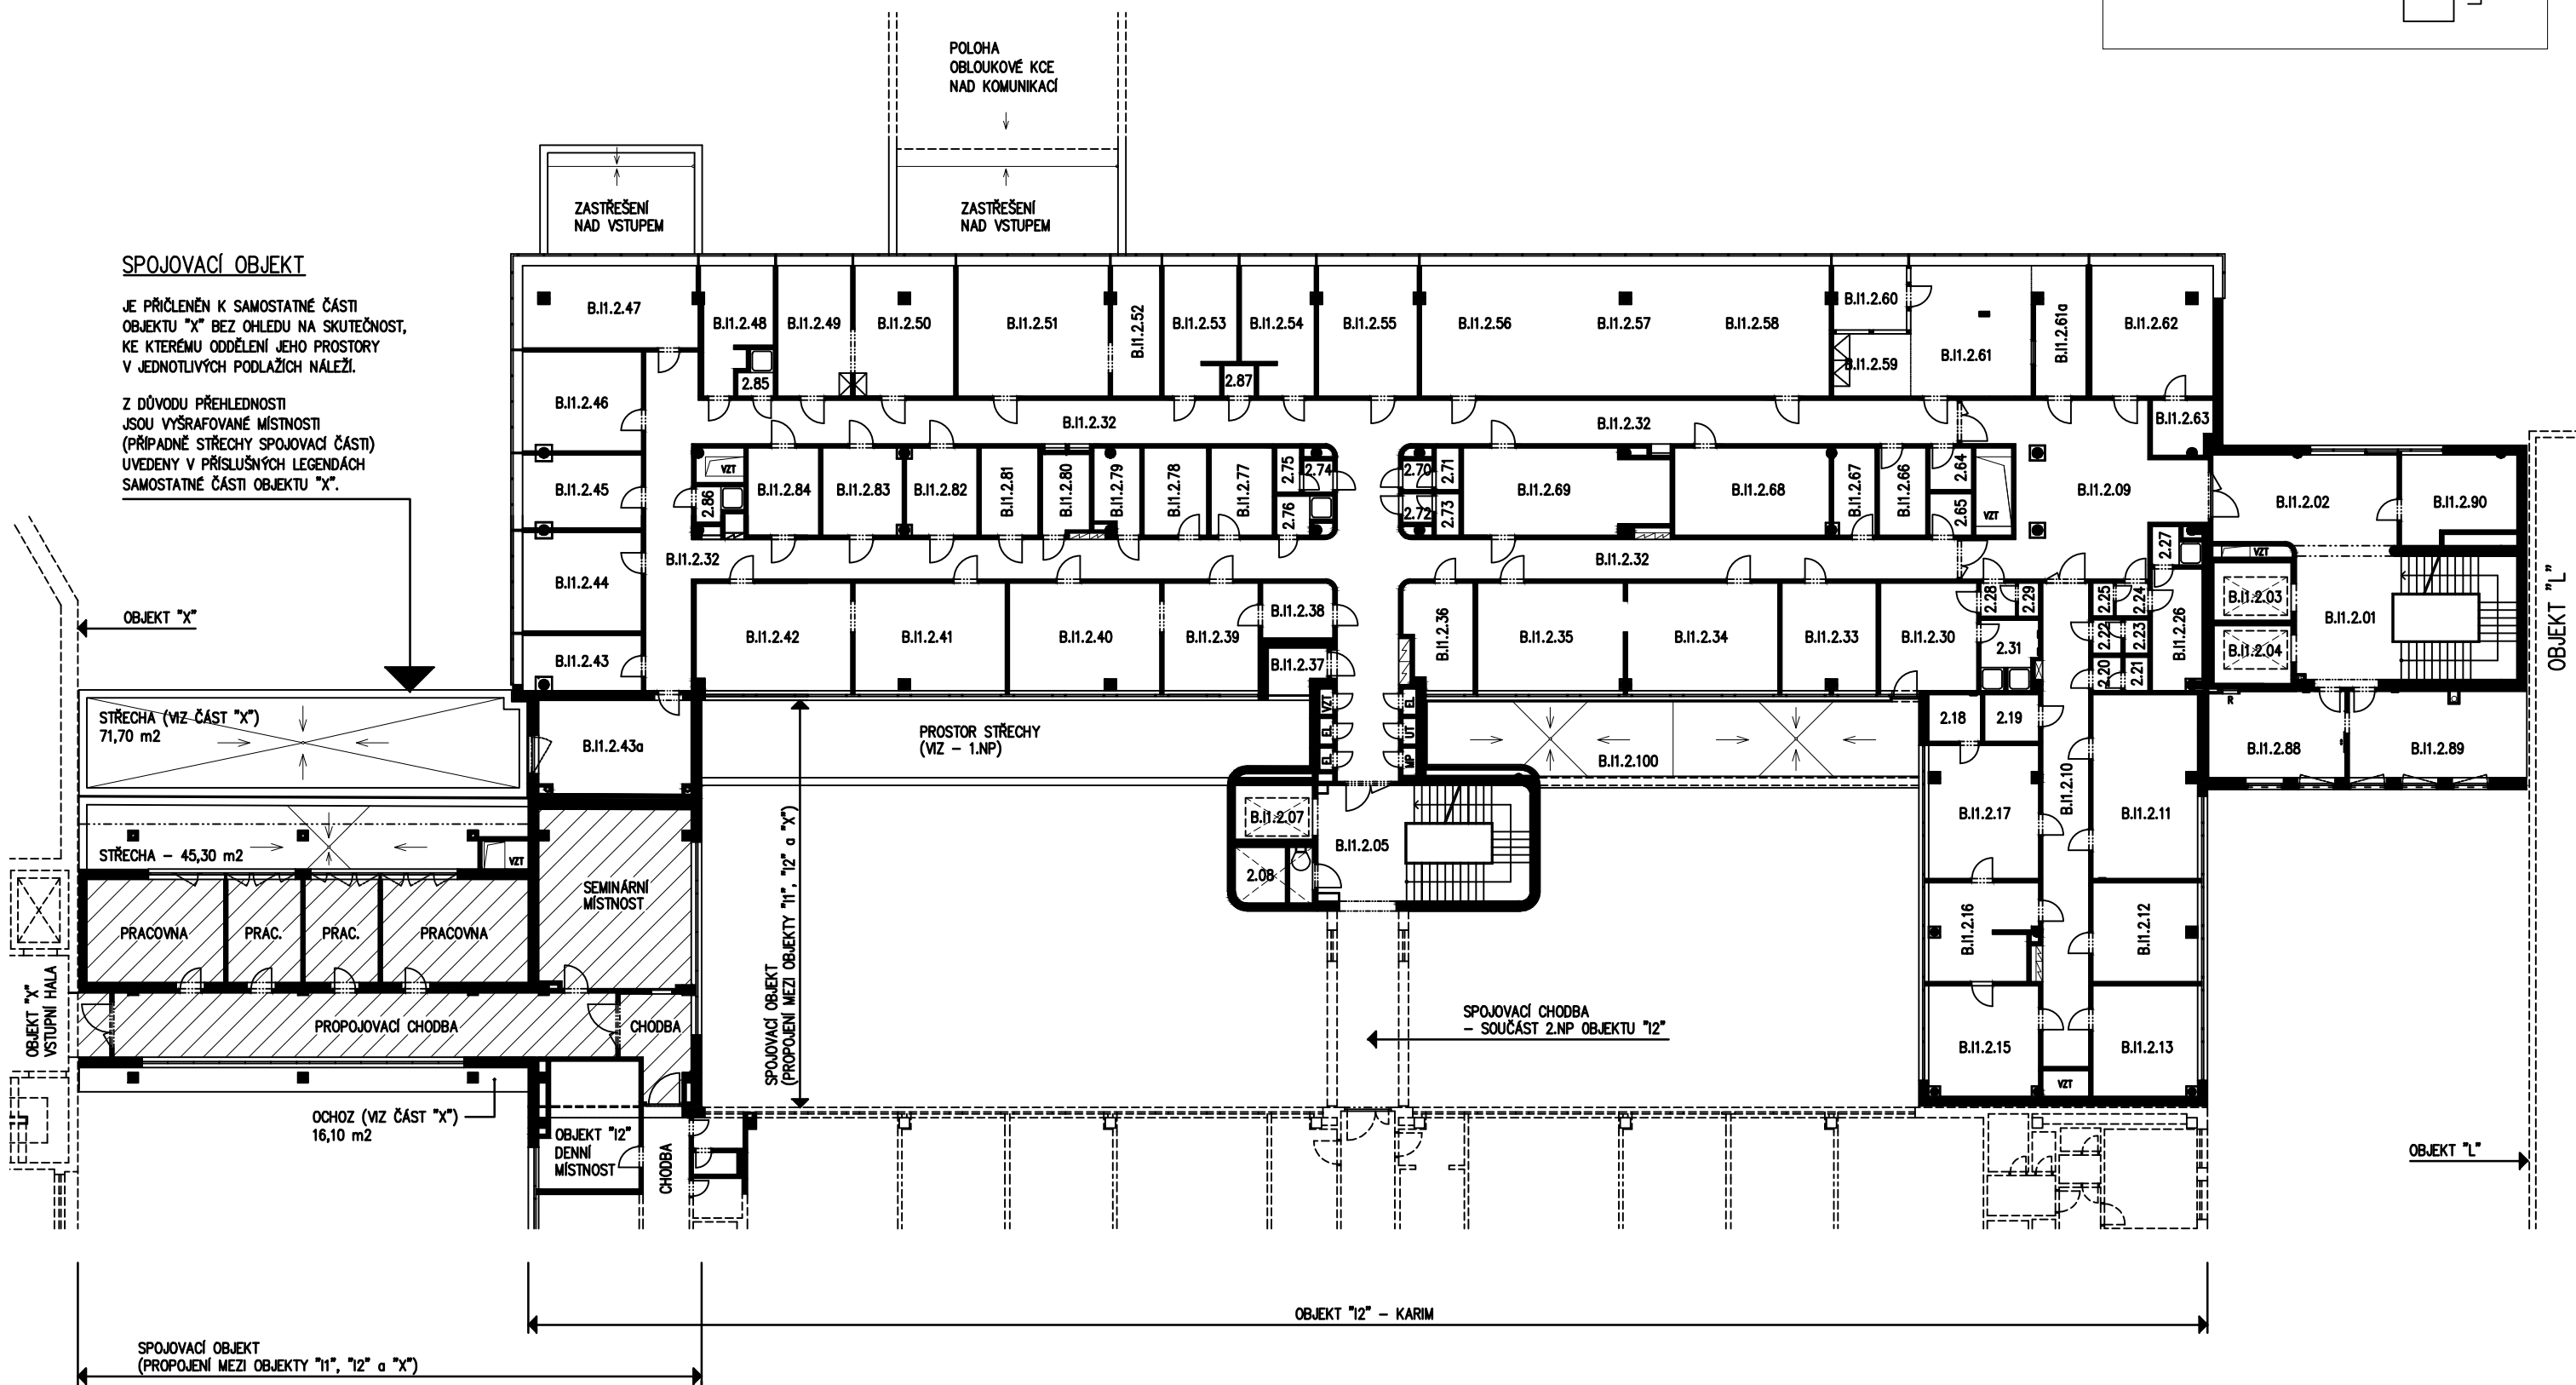 POLOHA
OBLOUKOVÉ KCE
NAD KOMUNIKACÍ
ZASTŘEŠENÍ
NAD VSTUPEM
ZASTŘEŠENÍ
NAD VSTUPEM
SPOJOVACÍ OBJEKT
JE PŘIČLENĚN K SAMOSTATNÉ ČÁSTI
OBJEKTU "X" BEZ OHLEDU NA SKUTEČNOST,
KE KTERÉMU ODDĚLENÍ JEHO PROSTORY
V JEDNOTLIVÝCH PODLAŽÍCH NÁLEŽÍ.
Z DŮVODU PŘEHLEDNOSTI
JSOU VYŠRAFOVANÉ MÍSTNOSTI
(PŘÍPADNĚ STŘECHY SPOJOVACÍ ČÁSTI)
UVEDENY V PŘÍSLUŠNÝCH LEGENDÁCH
SAMOSTATNÉ ČÁSTI OBJEKTU "X".
B.I1.2.47
B.I1.2.48
B.I1.2.49
B.I1.2.50
B.I1.2.51
B.I1.2.52
B.I1.2.53
B.I1.2.54
B.I1.2.55
B.I1.2.56
B.I1.2.57
B.I1.2.58
B.I1.2.60
B.I1.2.59
B.I1.2.61
B.I1.2.61a
B.I1.2.62
2.85
2.87
B.I1.2.46
B.I1.2.32
B.I1.2.32
B.I1.2.63
B.I1.2.45
VZT
2.86
B.I1.2.84
B.I1.2.83
B.I1.2.82
B.I1.2.81
B.I1.2.80
B.I1.2.79
B.I1.2.78
B.I1.2.77
2.75
2.74
2.76
2.70
2.71
2.72
2.73
B.I1.2.69
B.I1.2.68
B.I1.2.67
B.I1.2.66
2.64
2.65
VZT
B.I1.2.09
B.I1.2.02
B.I1.2.90
B.I1.2.32
B.I1.2.32
2.27
VZT
B.I1.2.44
B.I1.2.43
B.I1.2.42
B.I1.2.41
B.I1.2.40
B.I1.2.39
B.I1.2.38
B.I1.2.37
B.I1.2.36
B.I1.2.35
B.I1.2.34
B.I1.2.33
B.I1.2.30
2.28
2.29
2.31
2.25
2.24
2.22
2.23
2.20
2.21
B.I1.2.26
B.I1.2.03
B.I1.2.04
B.I1.2.01
OBJEKT "L"
OBJEKT "X"
STŘECHA (VIZ ČÁST "X")
71,70 m2
B.I1.2.43a
PROSTOR STŘECHY
(VIZ - 1.NP)
VZT
EL
EL
EL
UT
MP
B.I1.2.100
2.18
2.19
R
B.I1.2.88
B.I1.2.89
B.I1.2.10
B.I1.2.17
B.I1.2.11
B.I1.2.07
B.I1.2.05
2.08
STŘECHA - 45,30 m2
VZT
SEMINÁRNÍ
MÍSTNOST
PRACOVNA
PRAC.
PRAC.
PRACOVNA
B.I1.2.16
B.I1.2.12
OBJEKT "X"
VSTUPNÍ HALA
PROPOJOVACÍ CHODBA
CHODBA
SPOJOVACÍ OBJEKT
(PROPOJENÍ MEZI OBJEKTY "I1", "I2" a "X")
SPOJOVACÍ CHODBA
- SOUČÁST 2.NP OBJEKTU "I2"
B.I1.2.15
B.I1.2.13
VZT
OCHOZ (VIZ ČÁST "X")
16,10 m2
OBJEKT "I2"
DENNÍ
MÍSTNOST
CHODBA
OBJEKT "L"
OBJEKT "I2" - KARIM
SPOJOVACÍ OBJEKT
(PROPOJENÍ MEZI OBJEKTY "I1", "I2" a "X")